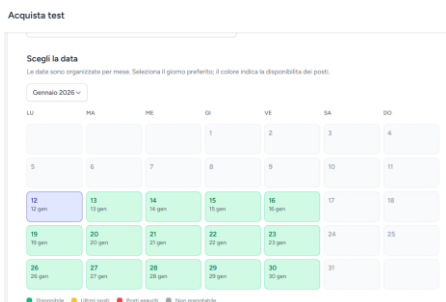 Acquista test
Scegli la data
Le date sono organizzate per mese. Seleziona il giorno preferito; il colore indica la disponibilita dei posti.
Gennaio 2026
LU MA ME GI VE SA DO
1 2 3 4
5 6 7 8 9 10 11
12 13 14 15 16 17 18
12 gen 13 gen 14 gen 15 gen 16 gen
19 20 21 22 23 24 25
19 gen 20 gen 21 gen 22 gen 23 gen
26 27 28 29 30 31
26 gen 27 gen 28 gen 29 gen 30 gen
Disponibile Ultimi posti Posti esauriti Non prenotabile